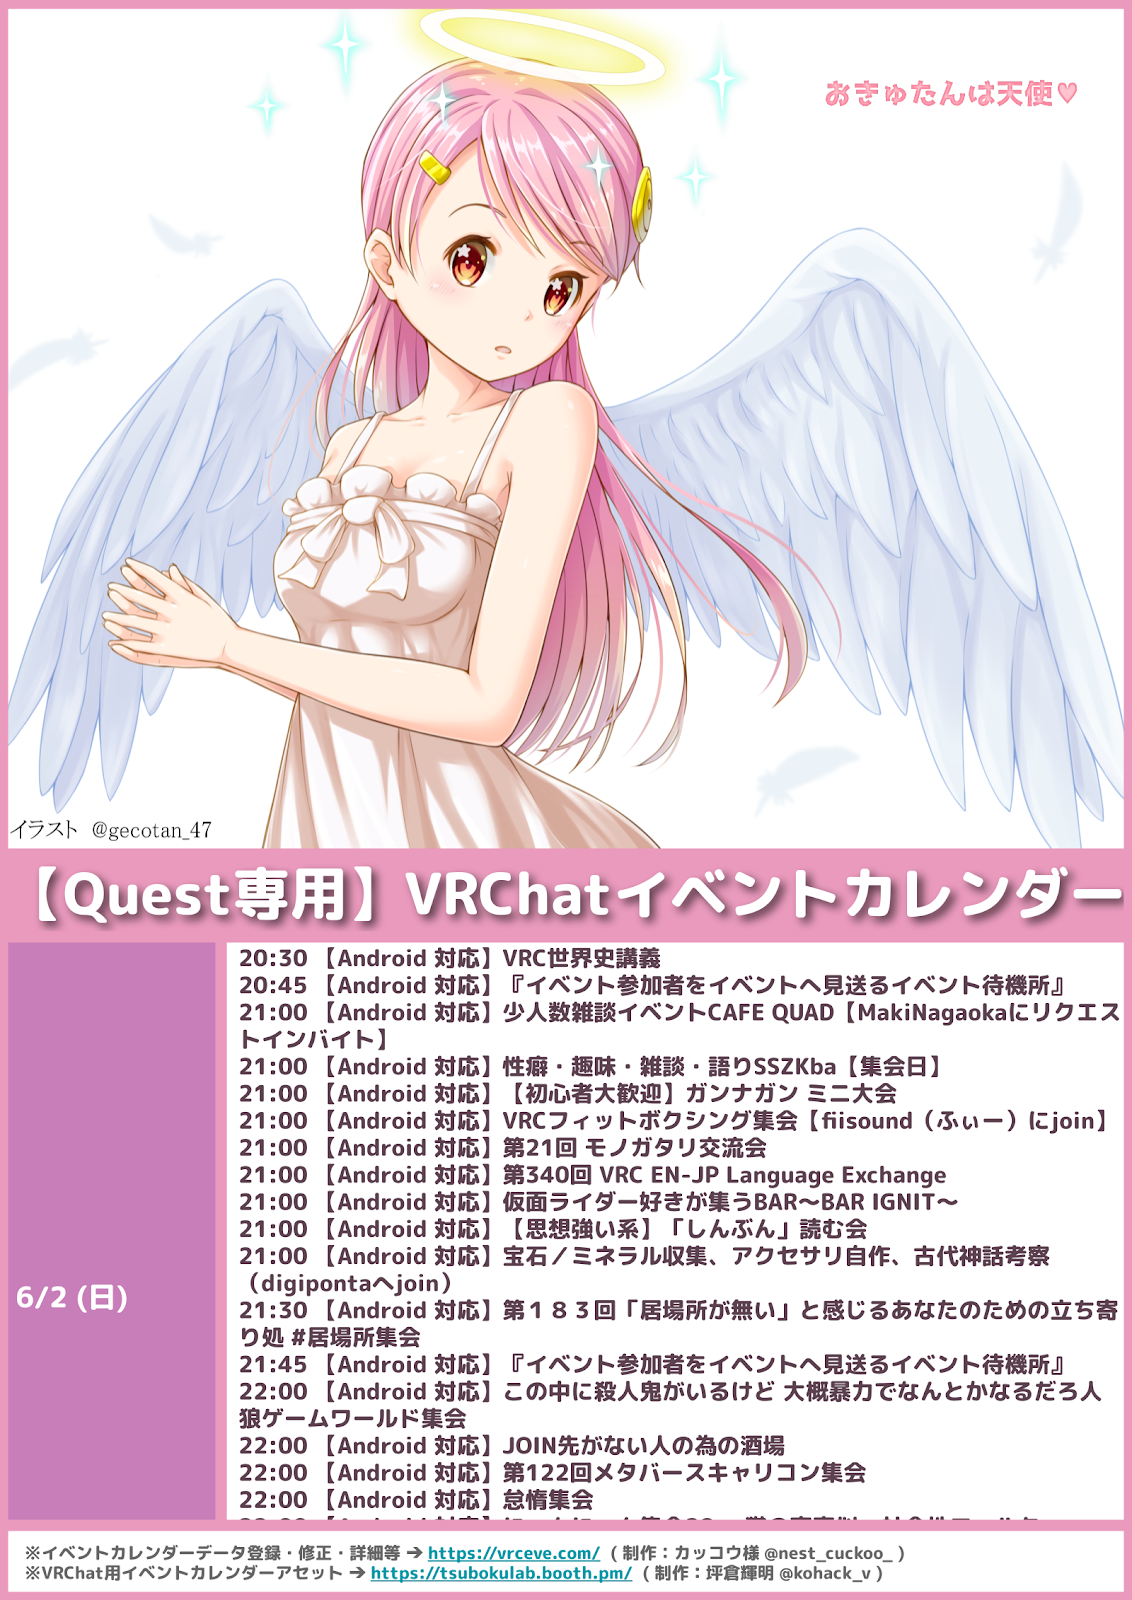 おきゅたんは天使♥
イラスト @gecotan_47
【Quest専用】VRChatイベントカレンダー
6/2 (日)
20:30 【Android 対応】VRC世界史講義
20:45 【Android 対応】『イベント参加者をイベントへ見送るイベント待機所』
21:00 【Android 対応】少人数雑談イベントCAFE QUAD【MakiNagaokaにリクエス
トインバイト】
21:00 【Android 対応】性癖・趣味・雑談・語りSSZKba【集会日】
21:00 【Android 対応】【初心者大歓迎】ガンナガン ミニ大会
21:00 【Android 対応】VRCフィットボクシング集会【fiisound（ふぃー）にjoin】
21:00 【Android 対応】第21回 モノガタリ交流会
21:00 【Android 対応】第340回 VRC EN-JP Language Exchange
21:00 【Android 対応】仮面ライダー好きが集うBAR～BAR IGNIT～
21:00 【Android 対応】【思想強い系】「しんぶん」読む会
21:00 【Android 対応】宝石／ミネラル収集、アクセサリ自作、古代神話考察
（digipontaへjoin）
21:30 【Android 対応】第１８３回「居場所が無い」と感じるあなたのための立ち寄
り処 #居場所集会
21:45 【Android 対応】『イベント参加者をイベントへ見送るイベント待機所』
22:00 【Android 対応】この中に殺人鬼がいるけど 大概暴力でなんとかなるだろ人
狼ゲームワールド集会
22:00 【Android 対応】JOIN先がない人の為の酒場
22:00 【Android 対応】第122回メタバースキャリコン集会
22:00 【Android 対応】怠惰集会
※イベントカレンダーデータ登録・修正・詳細等 ➔ https://vrceve.com/ （制作：カッコウ様 @nest_cuckoo_ ）
※VRChat用イベントカレンダーアセット ➔ https://tsubokulab.booth.pm/ （制作：坪倉輝明 @kohack_v ）